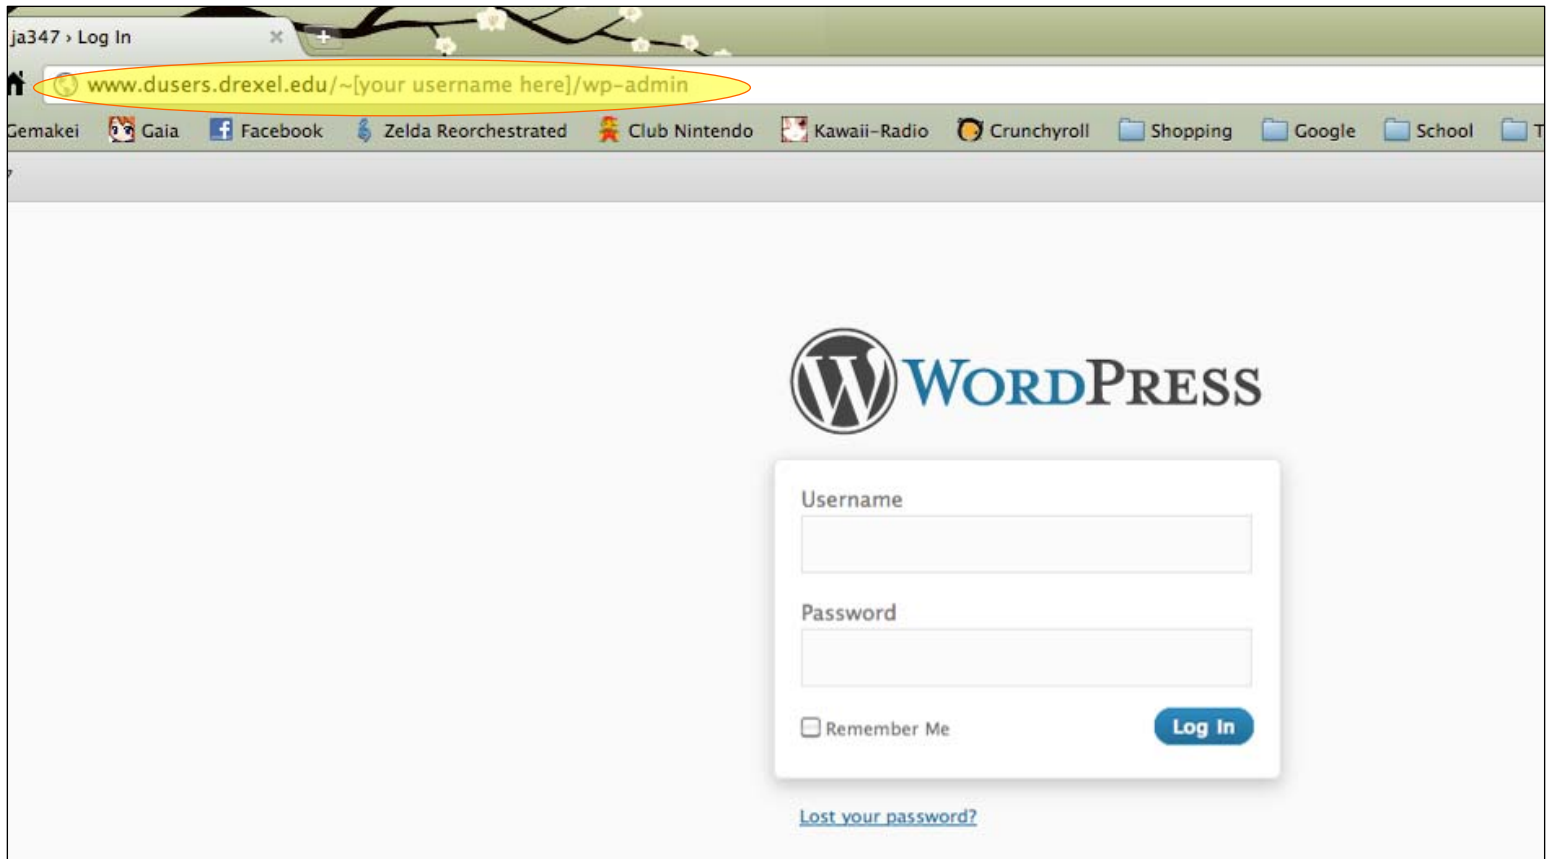 ja347 › Log In
www.dusers.drexel.edu/~[your username here]/wp-admin
Gemakei Gaia Facebook Zelda Reorchestrated Club Nintendo Kawaii-Radio Crunchyroll Shopping Google School T
WORDPRESS
Username
Password
Remember Me Log In
Lost your password?